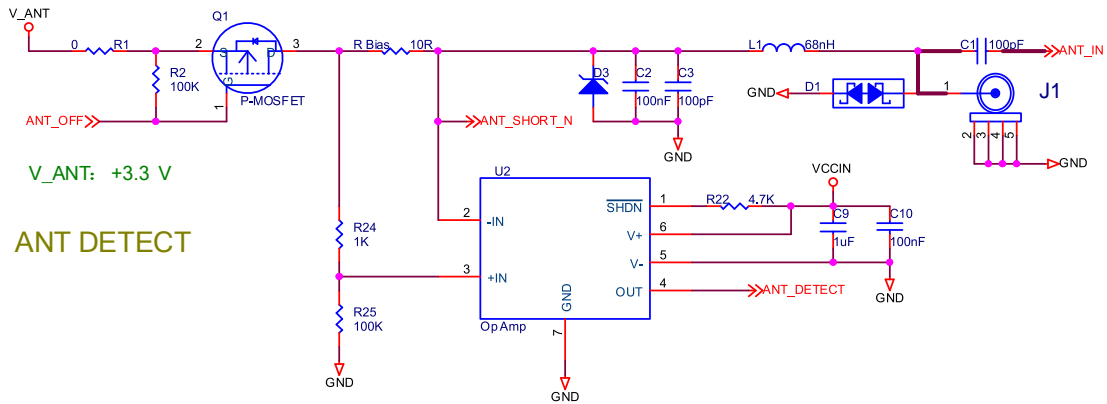 V_ANT
Q1
0 R1 2 S D 3 R Bias 10R L1 68nH C1 100pF ANT_IN
R2
100K
G
1
P-MOSFET
D3 C2 C3
100nF 100pF
GND D1 1 J1
ANT_OFF ANT_SHORT_N
2 3 4 5
GND
GND
V_ANT: +3.3 V
U2
VCCIN
2 -IN SHDN 1 R22 4.7K
C9 C10
1uF 100nF
ANT DETECT
R24
1K
V+ 6
3 +IN V- 5
OUT 4 ANT_DETECT
GND
GND
R25
100K
Op Amp
7
GND
GND